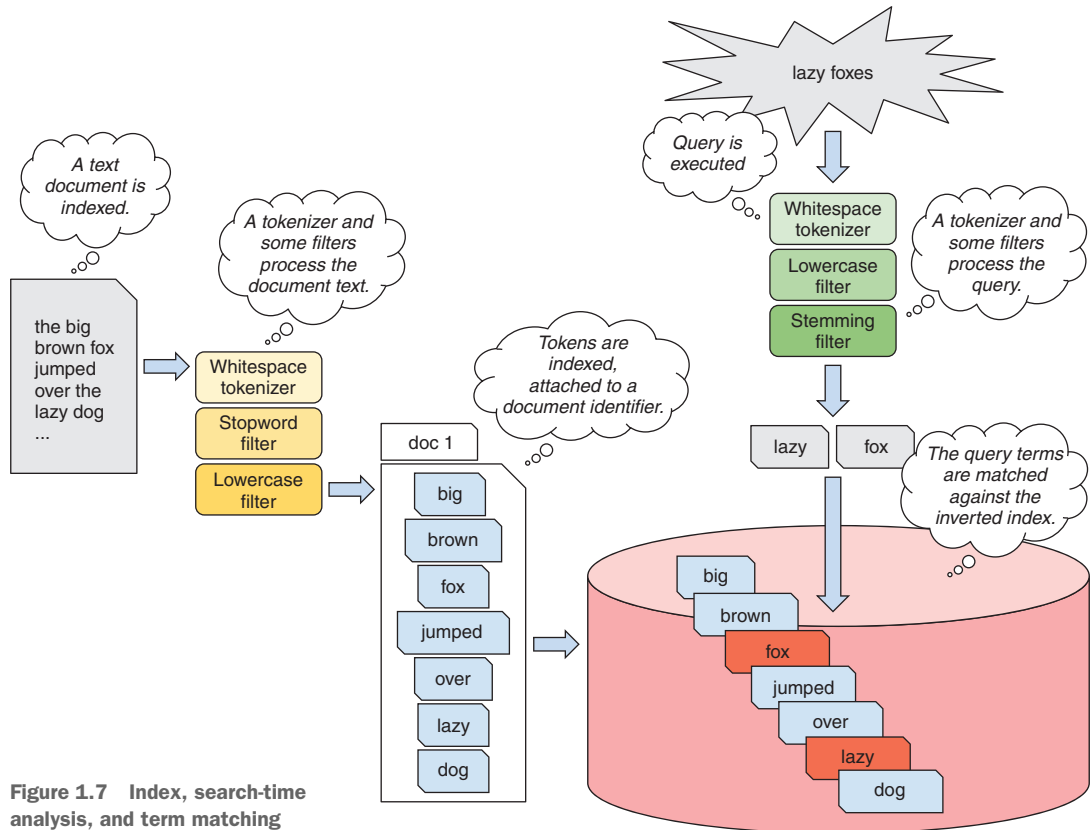 lazy foxes
Query is
executed
A text
document is
indexed.
Whitespace
tokenizer
Lowercase
filter
Stemming
filter
A tokenizer and
some filters
process the
query.
A tokenizer and
some filters
process the
document text.
the big
brown fox
jumped
over the
lazy dog
...
Whitespace
tokenizer
Stopword
filter
Lowercase
filter
Tokens are
indexed,
attached to a
document identifier.
doc 1
big
brown
fox
jumped
over
lazy
dog
lazy
fox
The query terms
are matched
against the
inverted index.
big
brown
fox
jumped
over
lazy
dog
Figure 1.7 Index, search-time
analysis, and term matching